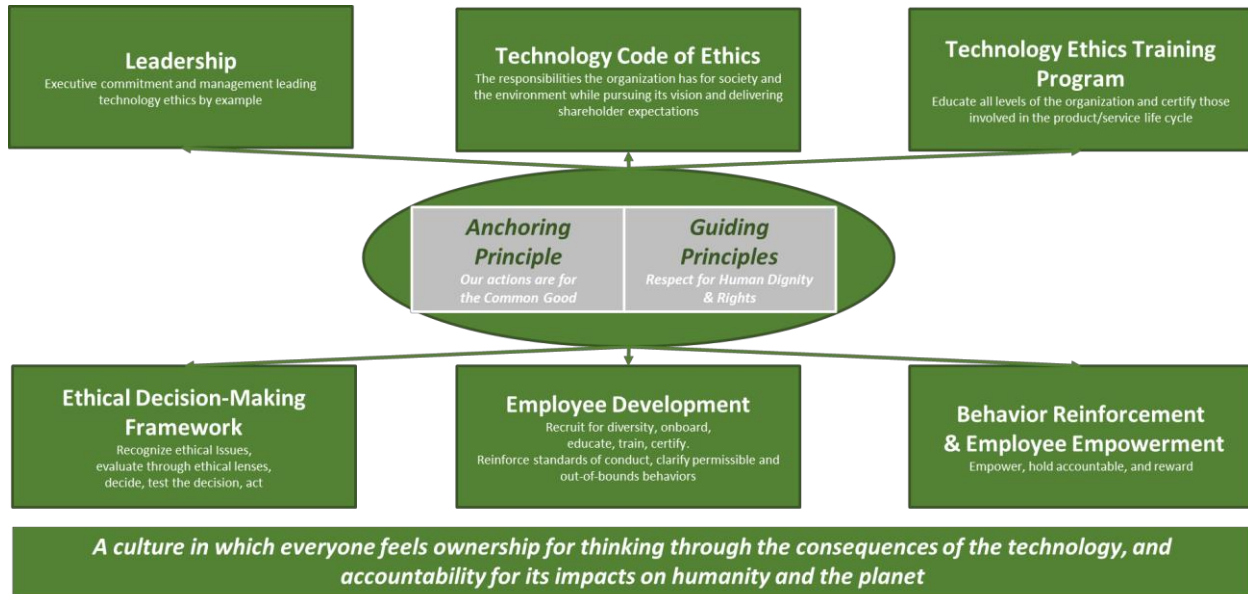 Leadership
Executive commitment and management leading
technology ethics by example
Technology Code of Ethics
The responsibilities the organization has for society and
the environment while pursuing its vision and delivering
shareholder expectations
Technology Ethics Training
Program
Educate all levels of the organization and certify those
involved in the product/service life cycle
Anchoring
Principle
Our actions are for
the Common Good
Guiding
Principles
Respect for Human Dignity
& Rights
Ethical Decision-Making
Framework
Recognize ethical Issues,
evaluate through ethical lenses,
decide, test the decision, act
Employee Development
Recruit for diversity, onboard,
educate, train, certify.
Reinforce standards of conduct, clarify permissible and
out-of-bounds behaviors
Behavior Reinforcement
& Employee Empowerment
Empower, hold accountable, and reward
A culture in which everyone feels ownership for thinking through the consequences of the technology, and
accountability for its impacts on humanity and the planet